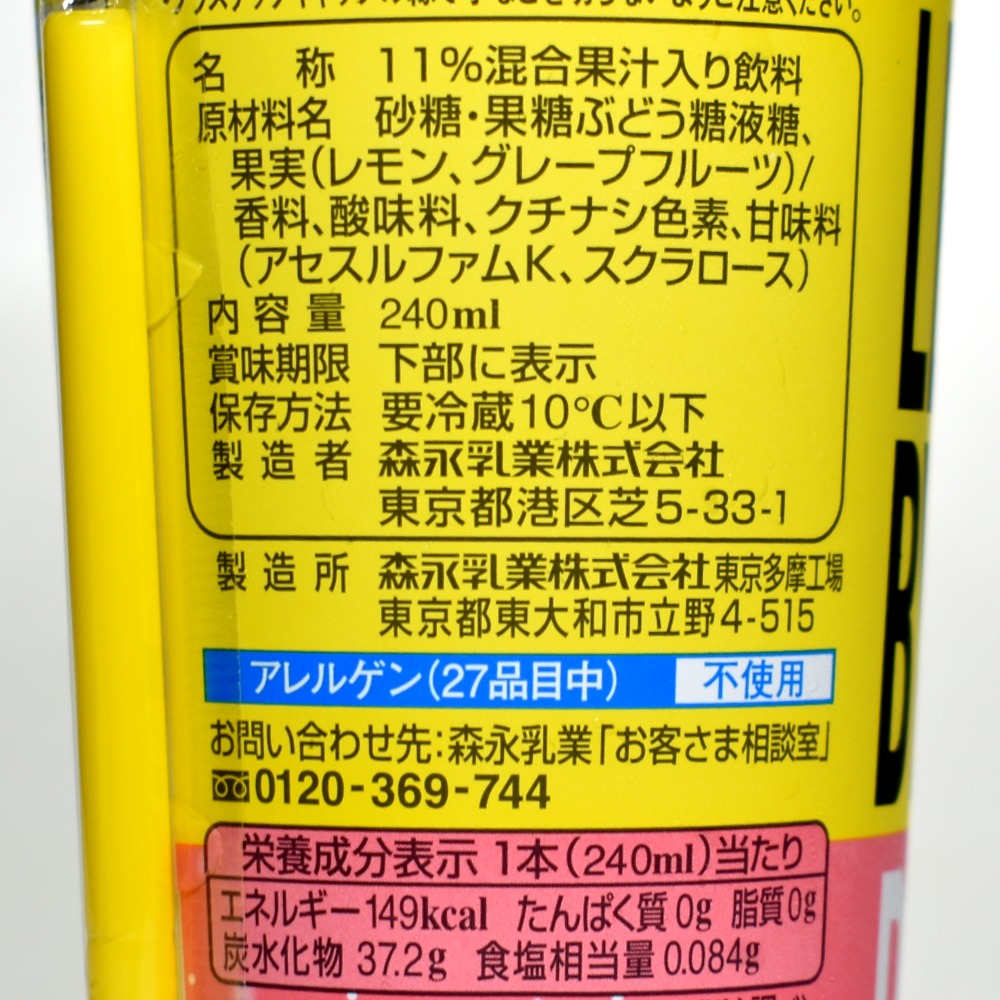 名称 11%混合果汁入り飲料
原材料名 砂糖・果糖ぶどう糖液糖、
果実(レモン、グレープフルーツ)/
香料、酸味料、クチナシ色素、甘味料
(アセスルファムK、スクラロース)
内容量 240ml
賞味期限 下部に表示
保存方法 要冷蔵10℃以下
製造者 森永乳業株式会社
東京都港区芝5-33-1
製造所 森永乳業株式会社東京多摩工場
東京都東大和市立野4-515
アレルゲン(27品目中) 不使用
お問い合わせ先:森永乳業「お客さま相談室」
0120-369-744
栄養成分表示 1本(240ml)当たり
エネルギー149kcal たんぱく質0g 脂質0g
炭水化物 37.2g 食塩相当量 0.084g